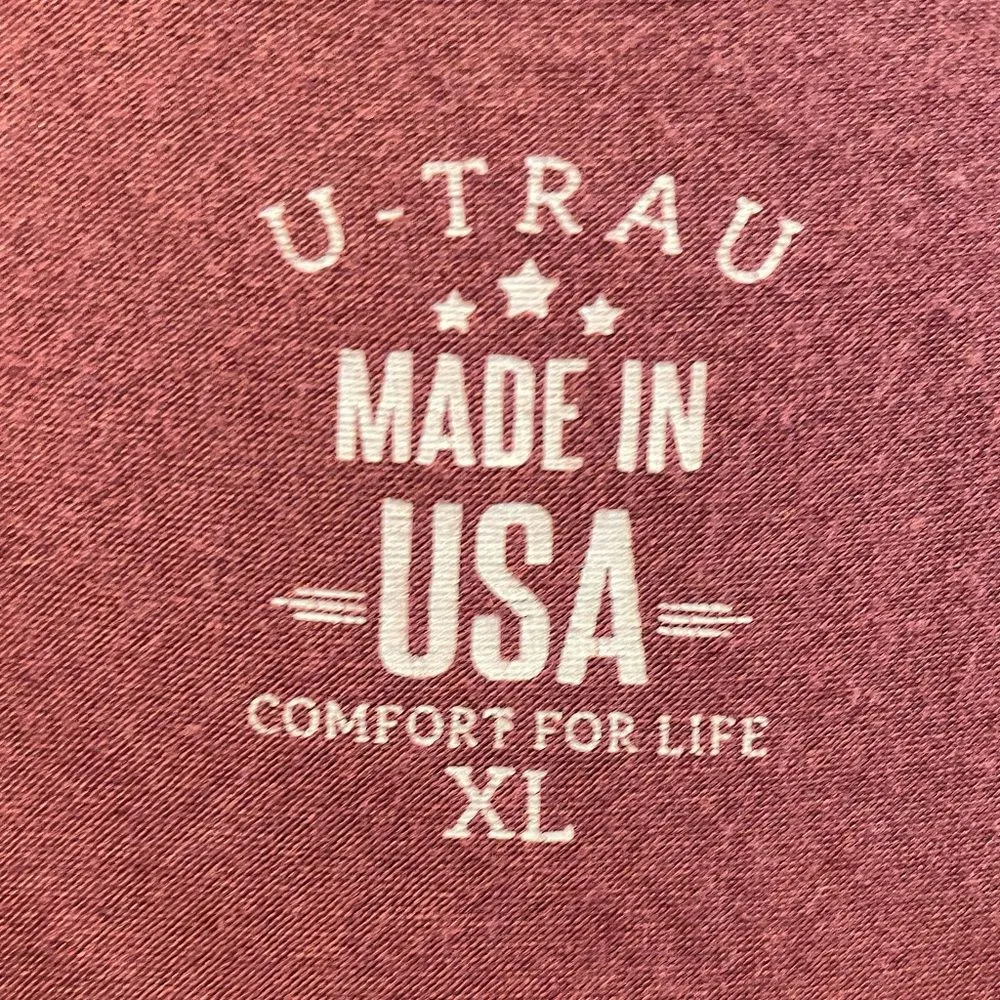 U-TRAU
MADE IN
USA
COMFORT FOR LIFE
XL